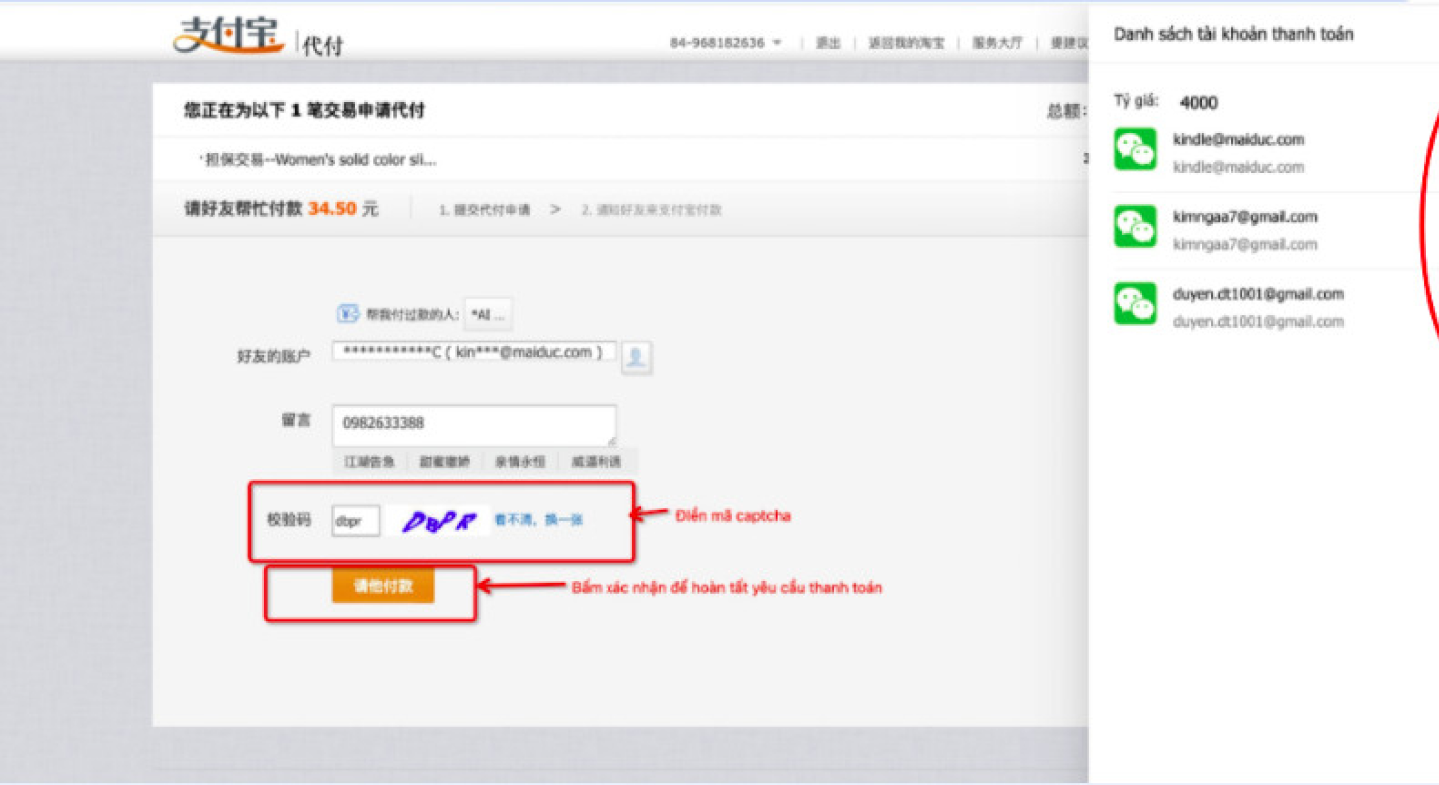 支付宝 | 代付
84-968182636 | 退出 | 返回我的淘宝 | 服务大厅 | 提建议
您正在为以下 1 笔交易申请代付 总额:
·担保交易--Women's solid color sli...
请好友帮忙付款 34.50 元 1. 提交代付申请 > 2. 通知好友来支付宝付款
帮我付过款的人: *AI ...
好友的账户 ***********C ( kin***@maiduc.com )
留言 0982633388
江湖告急 甜蜜撒娇 亲情永恒 威逼利诱
校验码 dbpr DBPR 看不清,换一张
Điền mã captcha
请他付款
Bấm xác nhận để hoàn tất yêu cầu thanh toán
Danh sách tài khoản thanh toán
Tỷ giá: 4000
kindle@maiduc.com
kindle@maiduc.com
kimngaa7@gmail.com
kimngaa7@gmail.com
duyen.dt1001@gmail.com
duyen.dt1001@gmail.com